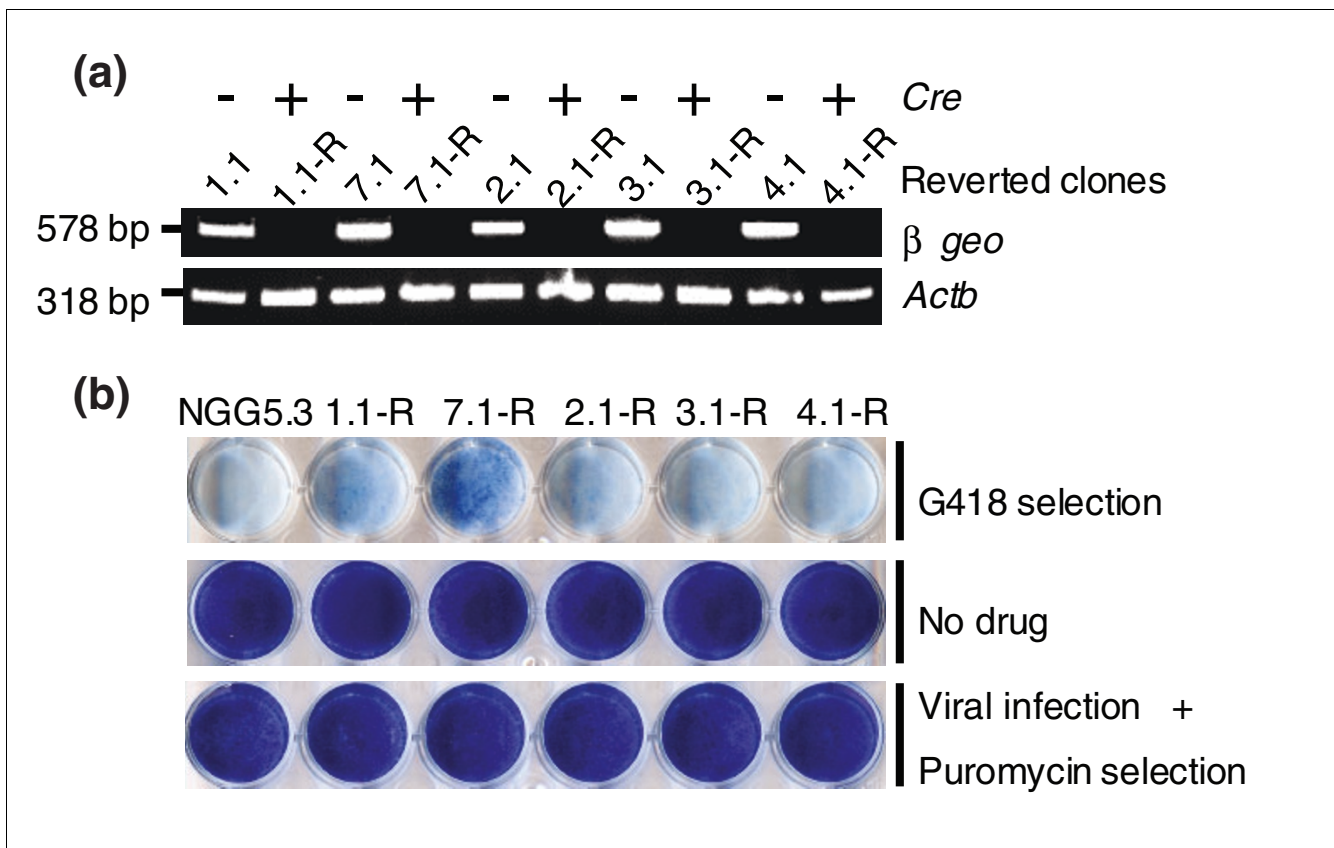 (a)
- + - + - + - + - + Cre
1.1 1.1-R 7.1 7.1-R 2.1 2.1-R 3.1 3.1-R 4.1 4.1-R Reverted clones
578 bp β geo
318 bp Actb
(b)
NGG5.3 1.1-R 7.1-R 2.1-R 3.1-R 4.1-R
G418 selection
No drug
Viral infection +
Puromycin selection